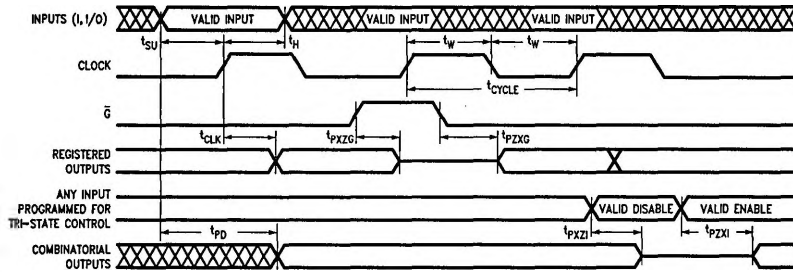 INPUTS (I, I/O)
VALID INPUT
VALID INPUT
VALID INPUT
tSU
tH
tW
tW
CLOCK
tCYCLE
G̅
tCLK
tPXZG
tPZXG
REGISTERED
OUTPUTS
ANY INPUT
PROGRAMMED FOR
TRI-STATE CONTROL
VALID DISABLE
VALID ENABLE
tPD
tPXZI
tPZXI
COMBINATORIAL
OUTPUTS